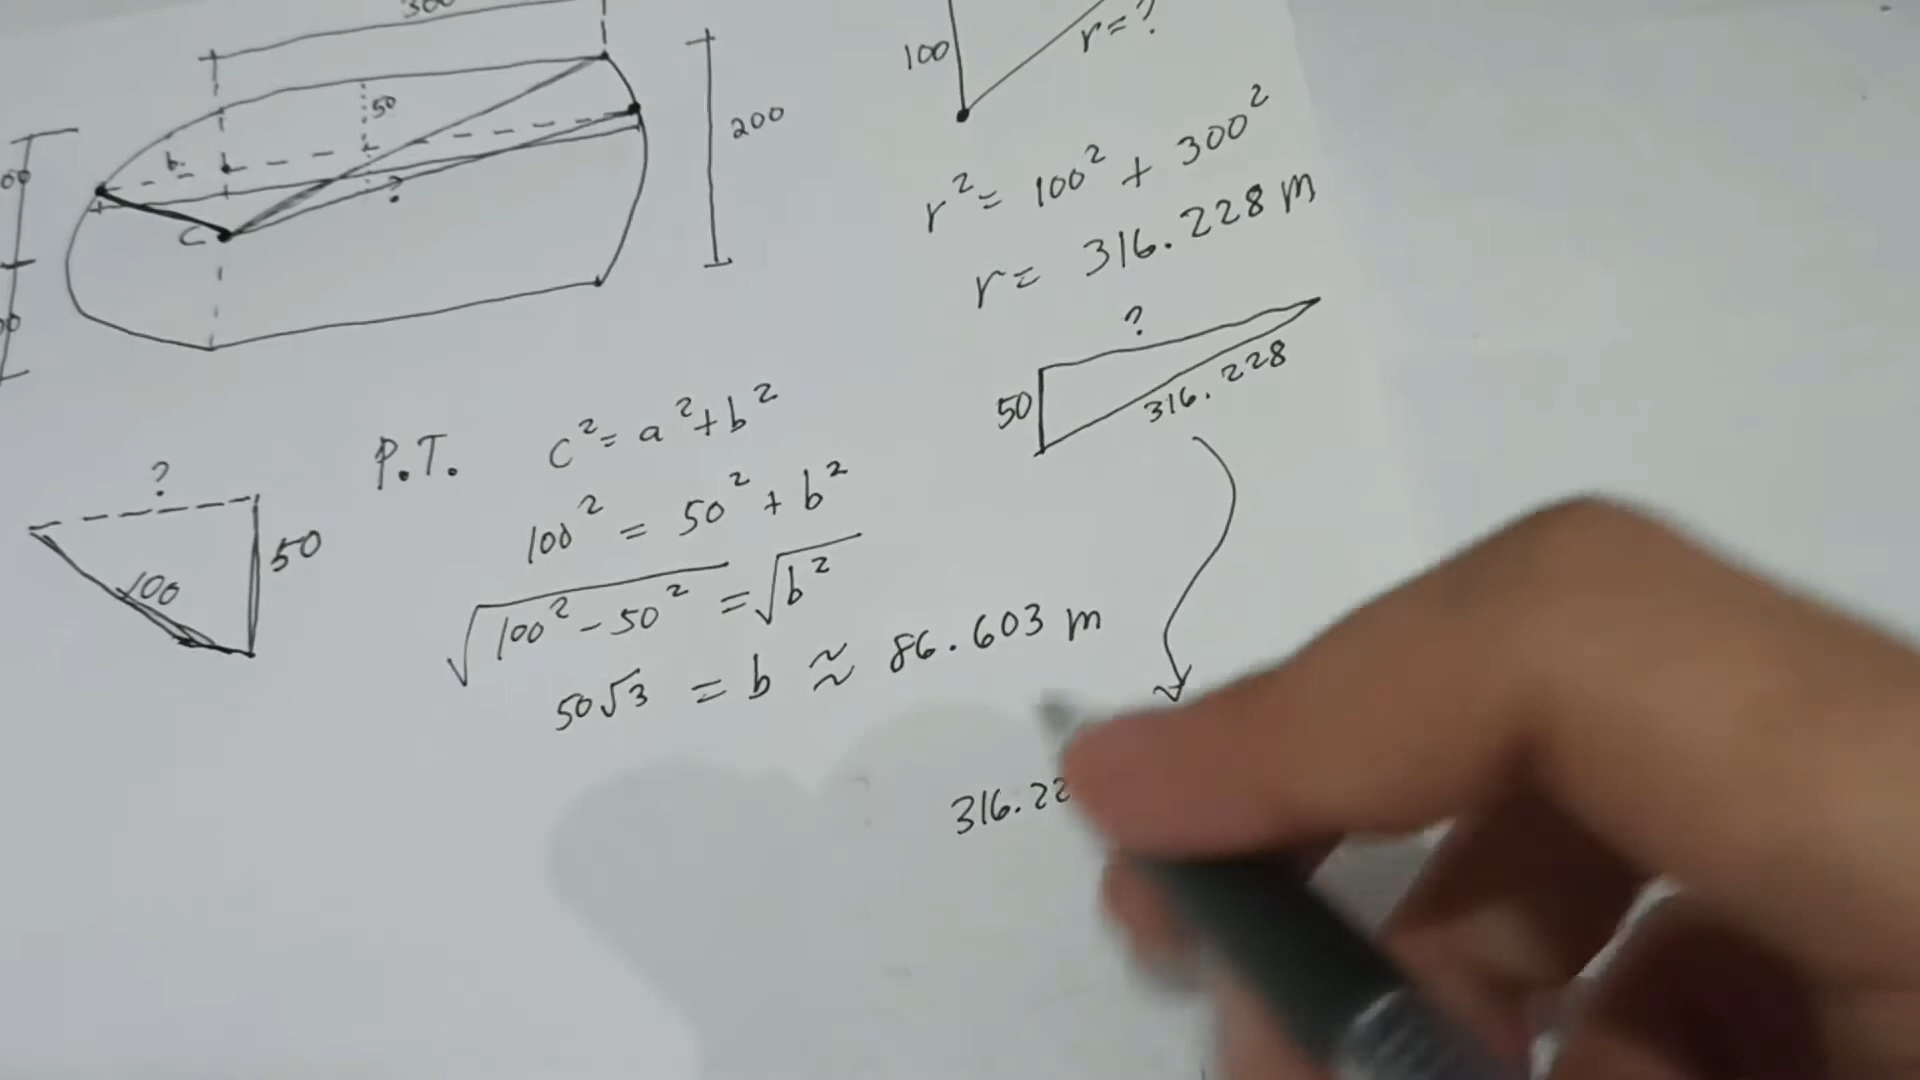 50
200
b
?
C
100
r=?
r² = 100² + 300²
r = 316.228 m
?
50
316.228
P.T. c² = a² + b²
100² = 50² + b²
√100² - 50² = √b²
50√3 = b ≈ 86.603 m
?
100
50
316.22